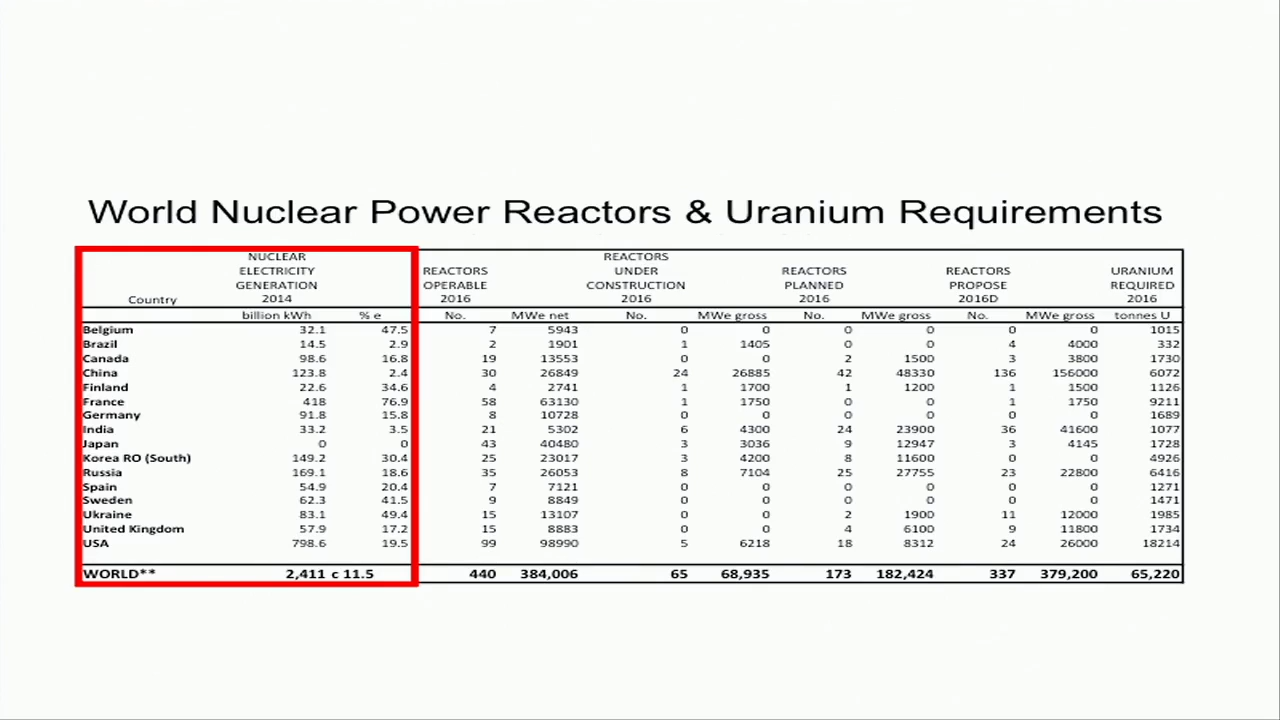 World Nuclear Power Reactors & Uranium Requirements
Country NUCLEAR ELECTRICITY GENERATION 2014 REACTORS OPERABLE 2016 REACTORS UNDER CONSTRUCTION 2016 REACTORS PLANNED 2016 REACTORS PROPOSE 2016D URANIUM REQUIRED 2016
billion kWh % e No. MWe net No. MWe gross No. MWe gross No. MWe gross tonnes U
Belgium 32.1 47.5 7 5943 0 0 0 0 0 0 1015
Brazil 14.5 2.9 2 1901 1 1405 0 0 4 4000 332
Canada 98.6 16.8 19 13553 0 0 2 1500 3 3800 1730
China 123.8 2.4 30 26849 24 26885 42 48330 136 156000 6072
Finland 22.6 34.6 4 2741 1 1700 1 1200 1 1500 1126
France 418 76.9 58 63130 1 1750 0 0 1 1750 9211
Germany 91.8 15.8 8 10728 0 0 0 0 0 0 1689
India 33.2 3.5 21 5302 6 4300 24 23900 36 41600 1077
Japan 0 0 43 40480 3 3036 9 12947 3 4145 1728
Korea RO (South) 149.2 30.4 25 23017 3 4200 8 11600 0 0 4926
Russia 169.1 18.6 35 26053 8 7104 25 27755 23 22800 6416
Spain 54.9 20.4 7 7121 0 0 0 0 0 0 1271
Sweden 62.3 41.5 9 8849 0 0 0 0 0 0 1471
Ukraine 83.1 49.4 15 13107 0 0 2 1900 11 12000 1985
United Kingdom 57.9 17.2 15 8883 0 0 4 6100 9 11800 1734
USA 798.6 19.5 99 98990 5 6218 18 8312 24 26000 18214
WORLD** 2,411 c 11.5 440 384,006 65 68,935 173 182,424 337 379,200 65,220